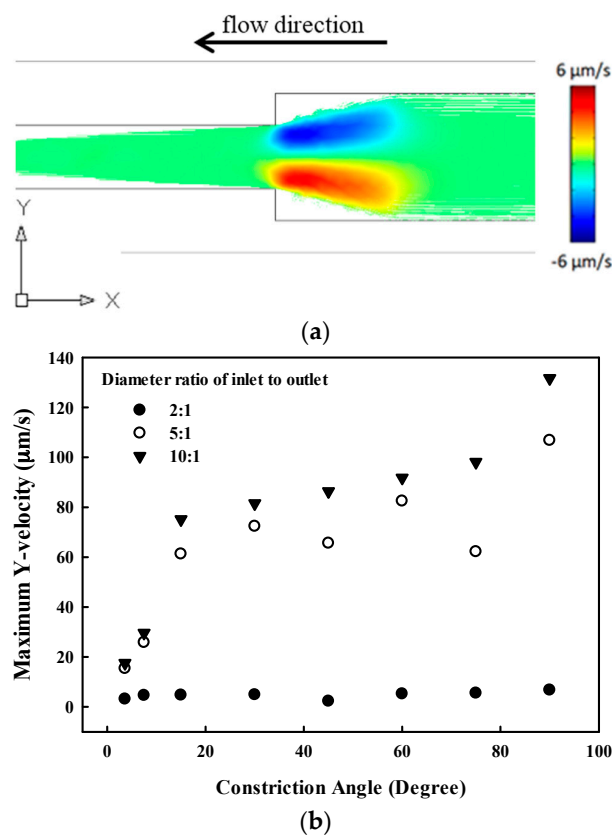 flow direction
6 µm/s
-6 µm/s
Y
X
(a)
Diameter ratio of inlet to outlet
2:1
5:1
10:1
Maximum Y-velocity (µm/s)
140
120
100
80
60
40
20
0
0 20 40 60 80 100
Constriction Angle (Degree)
(b)